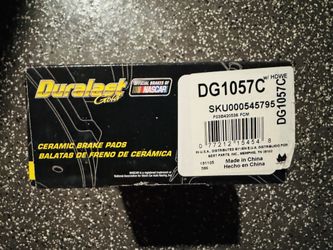 Duralast
Gold
OFFICIAL BRAKES OF
NASCAR
CERAMIC BRAKE PADS
BALATAS DE FRENO DE CERÁMICA
W/ HDWE
DG1057C
SKU000545795
DG1057C
Made in China
Hecho en China